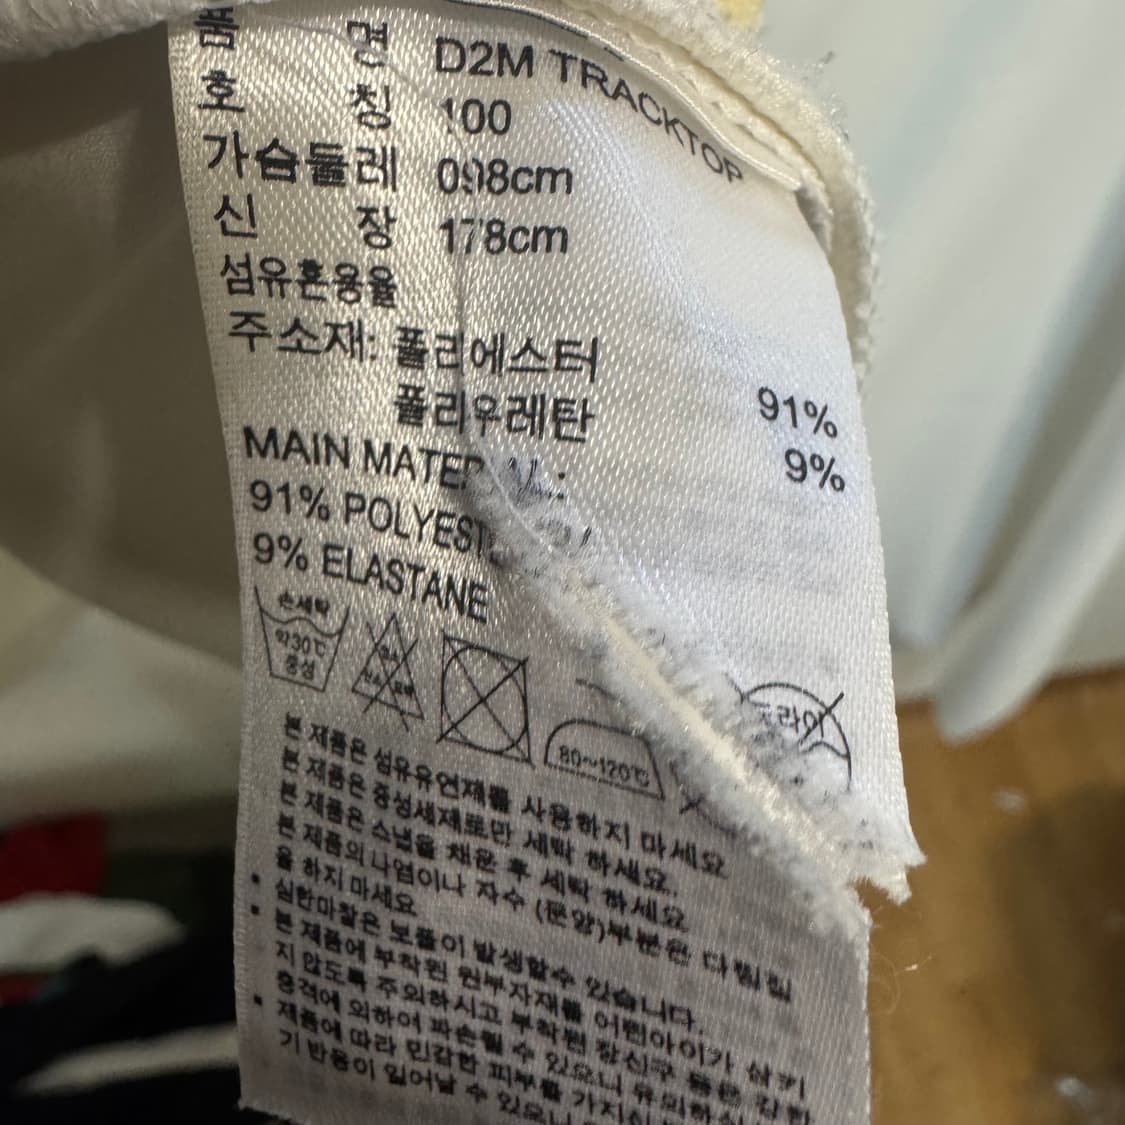 품 명 D2M TRACKTOP
호 칭 100
가슴둘레 098cm
신 장 178cm
섬유혼용율
주소재: 폴리에스터 91%
폴리우레탄 9%
MAIN MATERIAL:
91% POLYESTER
9% ELASTANE
손세탁
약30℃
중성
80~120℃
드라이
본 제품은 섬유유연제를 사용하지 마세요
본 제품은 중성세제로만 세탁 하세요.
본 제품은 스냅을 채운 후 세탁 하세요
본 제품의 나염이나 자수 (문양)부분은 다림질
을 하지 마세요
• 심한마찰은 보풀이 발생할수 있습니다.
• 본 제품에 부착된 원부자재를 어린아이가 삼키
지 않도록 주의하시고 부착된 장신구 등은 강한
충격에 의하여 파손될 수 있으니 유의하십
• 제품에 따라 민감한 피부를 가지신
기 반응이 일어날 수 있으니